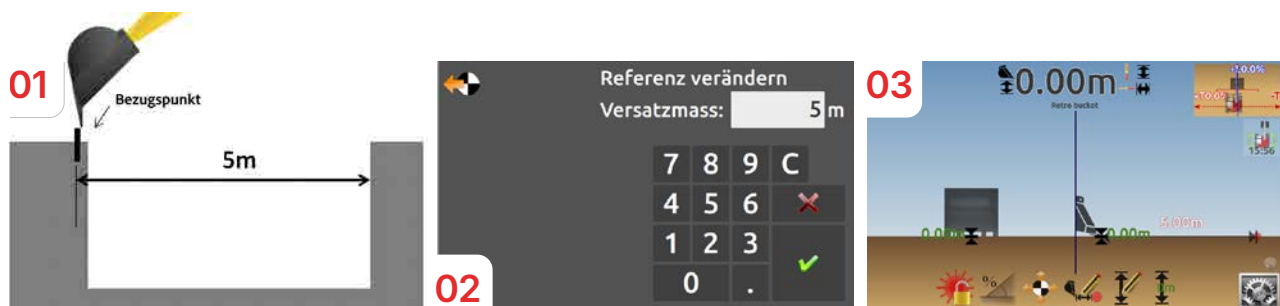 01
Bezugspunkt
5m
02
Referenz verändern
Versatzmass: 5 m
7 8 9 C
4 5 6
1 2 3
0 .
03
0.00m
Retro bucket
15:56
5.00m
0.00m
0.00m
%